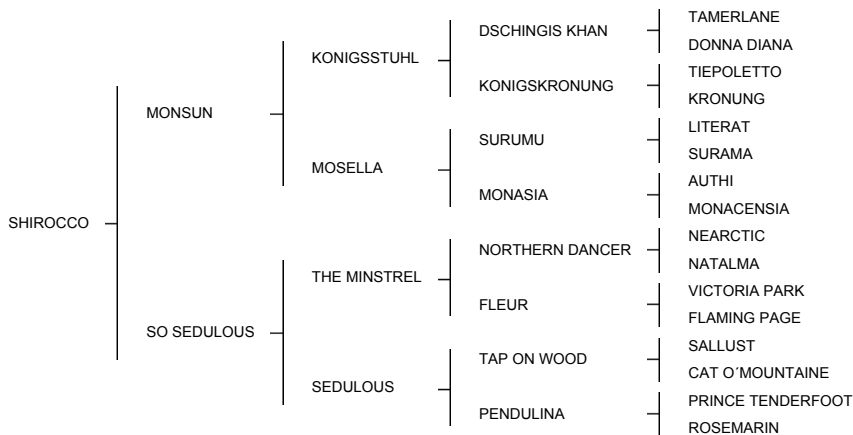 TAMERLANE
DSCHINGIS KHAN
DONNA DIANA
KONIGSSTUHL
TIEPOLETTO
KONIGSKRONUNG
KRONUNG
MONSUN
LITERAT
SURUMU
SURAMA
MOSELLA
AUTHI
MONASIA
MONACENSIA
SHIROCCO
NEARCTIC
NORTHERN DANCER
NATALMA
THE MINSTREL
VICTORIA PARK
FLEUR
FLAMING PAGE
SO SEDULOUS
SALLUST
TAP ON WOOD
CAT O´MOUNTAINE
SEDULOUS
PRINCE TENDERFOOT
PENDULINA
ROSEMARIN